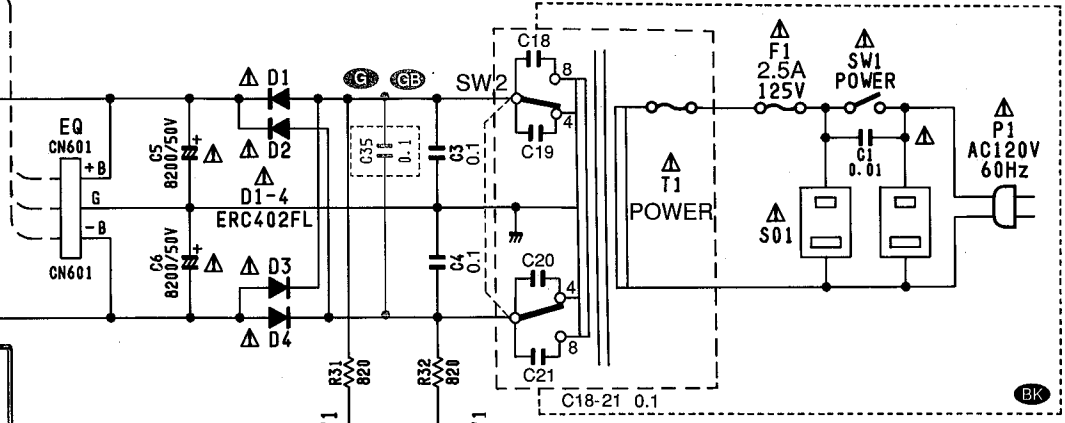 C18
8
SW2
4
C19
F1
2.5A
125V
SW1
POWER
P1
AC120V
60Hz
G
GB
D1
D2
D1-4
ERC402FL
EQ
CN601
+B
G
-B
CN601
C5
8200/50V
+
C35
0.1
C3
0.1
T1
POWER
C1
0.01
S01
C6
8200/50V
+
D3
D4
C4
0.1
C20
4
8
C21
R31
820
R32
820
C18-21 0.1
BK